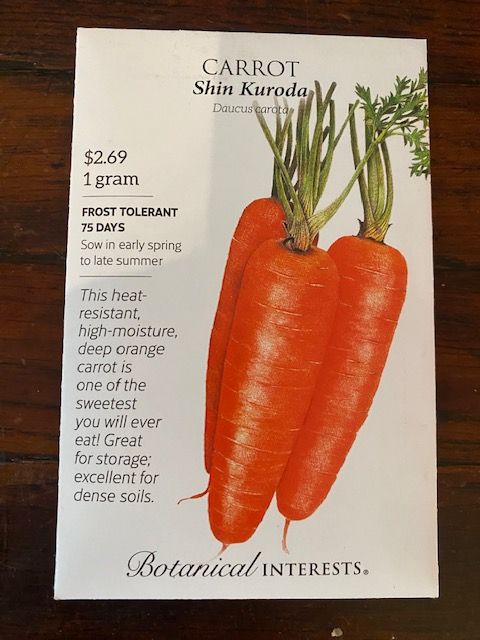 CARROT
Shin Kuroda
Daucus carota
$2.69
1 gram
FROST TOLERANT
75 DAYS
Sow in early spring
to late summer
This heat-
resistant,
high-moisture,
deep orange
carrot is
one of the
sweetest
you will ever
eat! Great
for storage;
excellent for
dense soils.
Botanical INTERESTS®